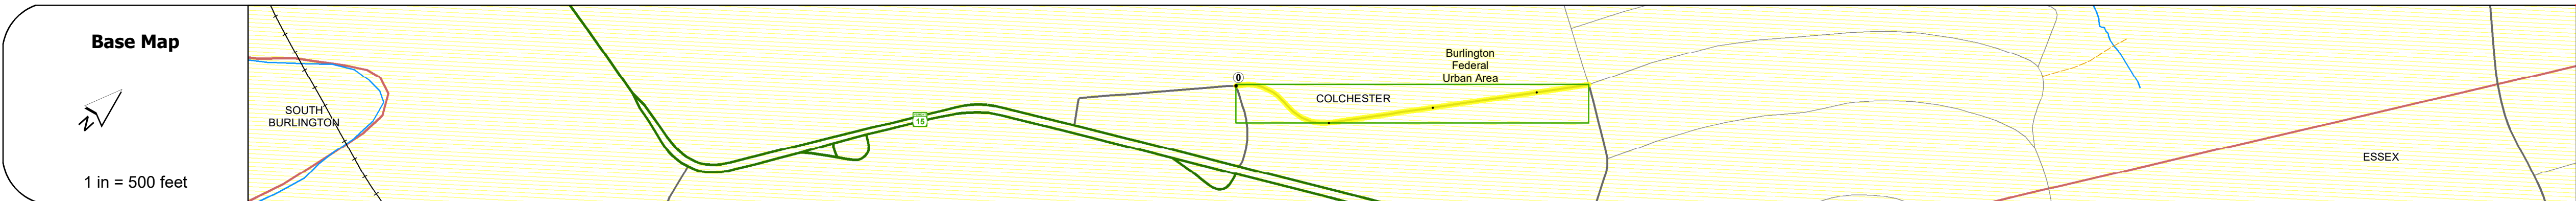 Base Map
N
1 in = 500 feet
SOUTH
BURLINGTON
15
0
COLCHESTER
Burlington
Federal
Urban Area
ESSEX